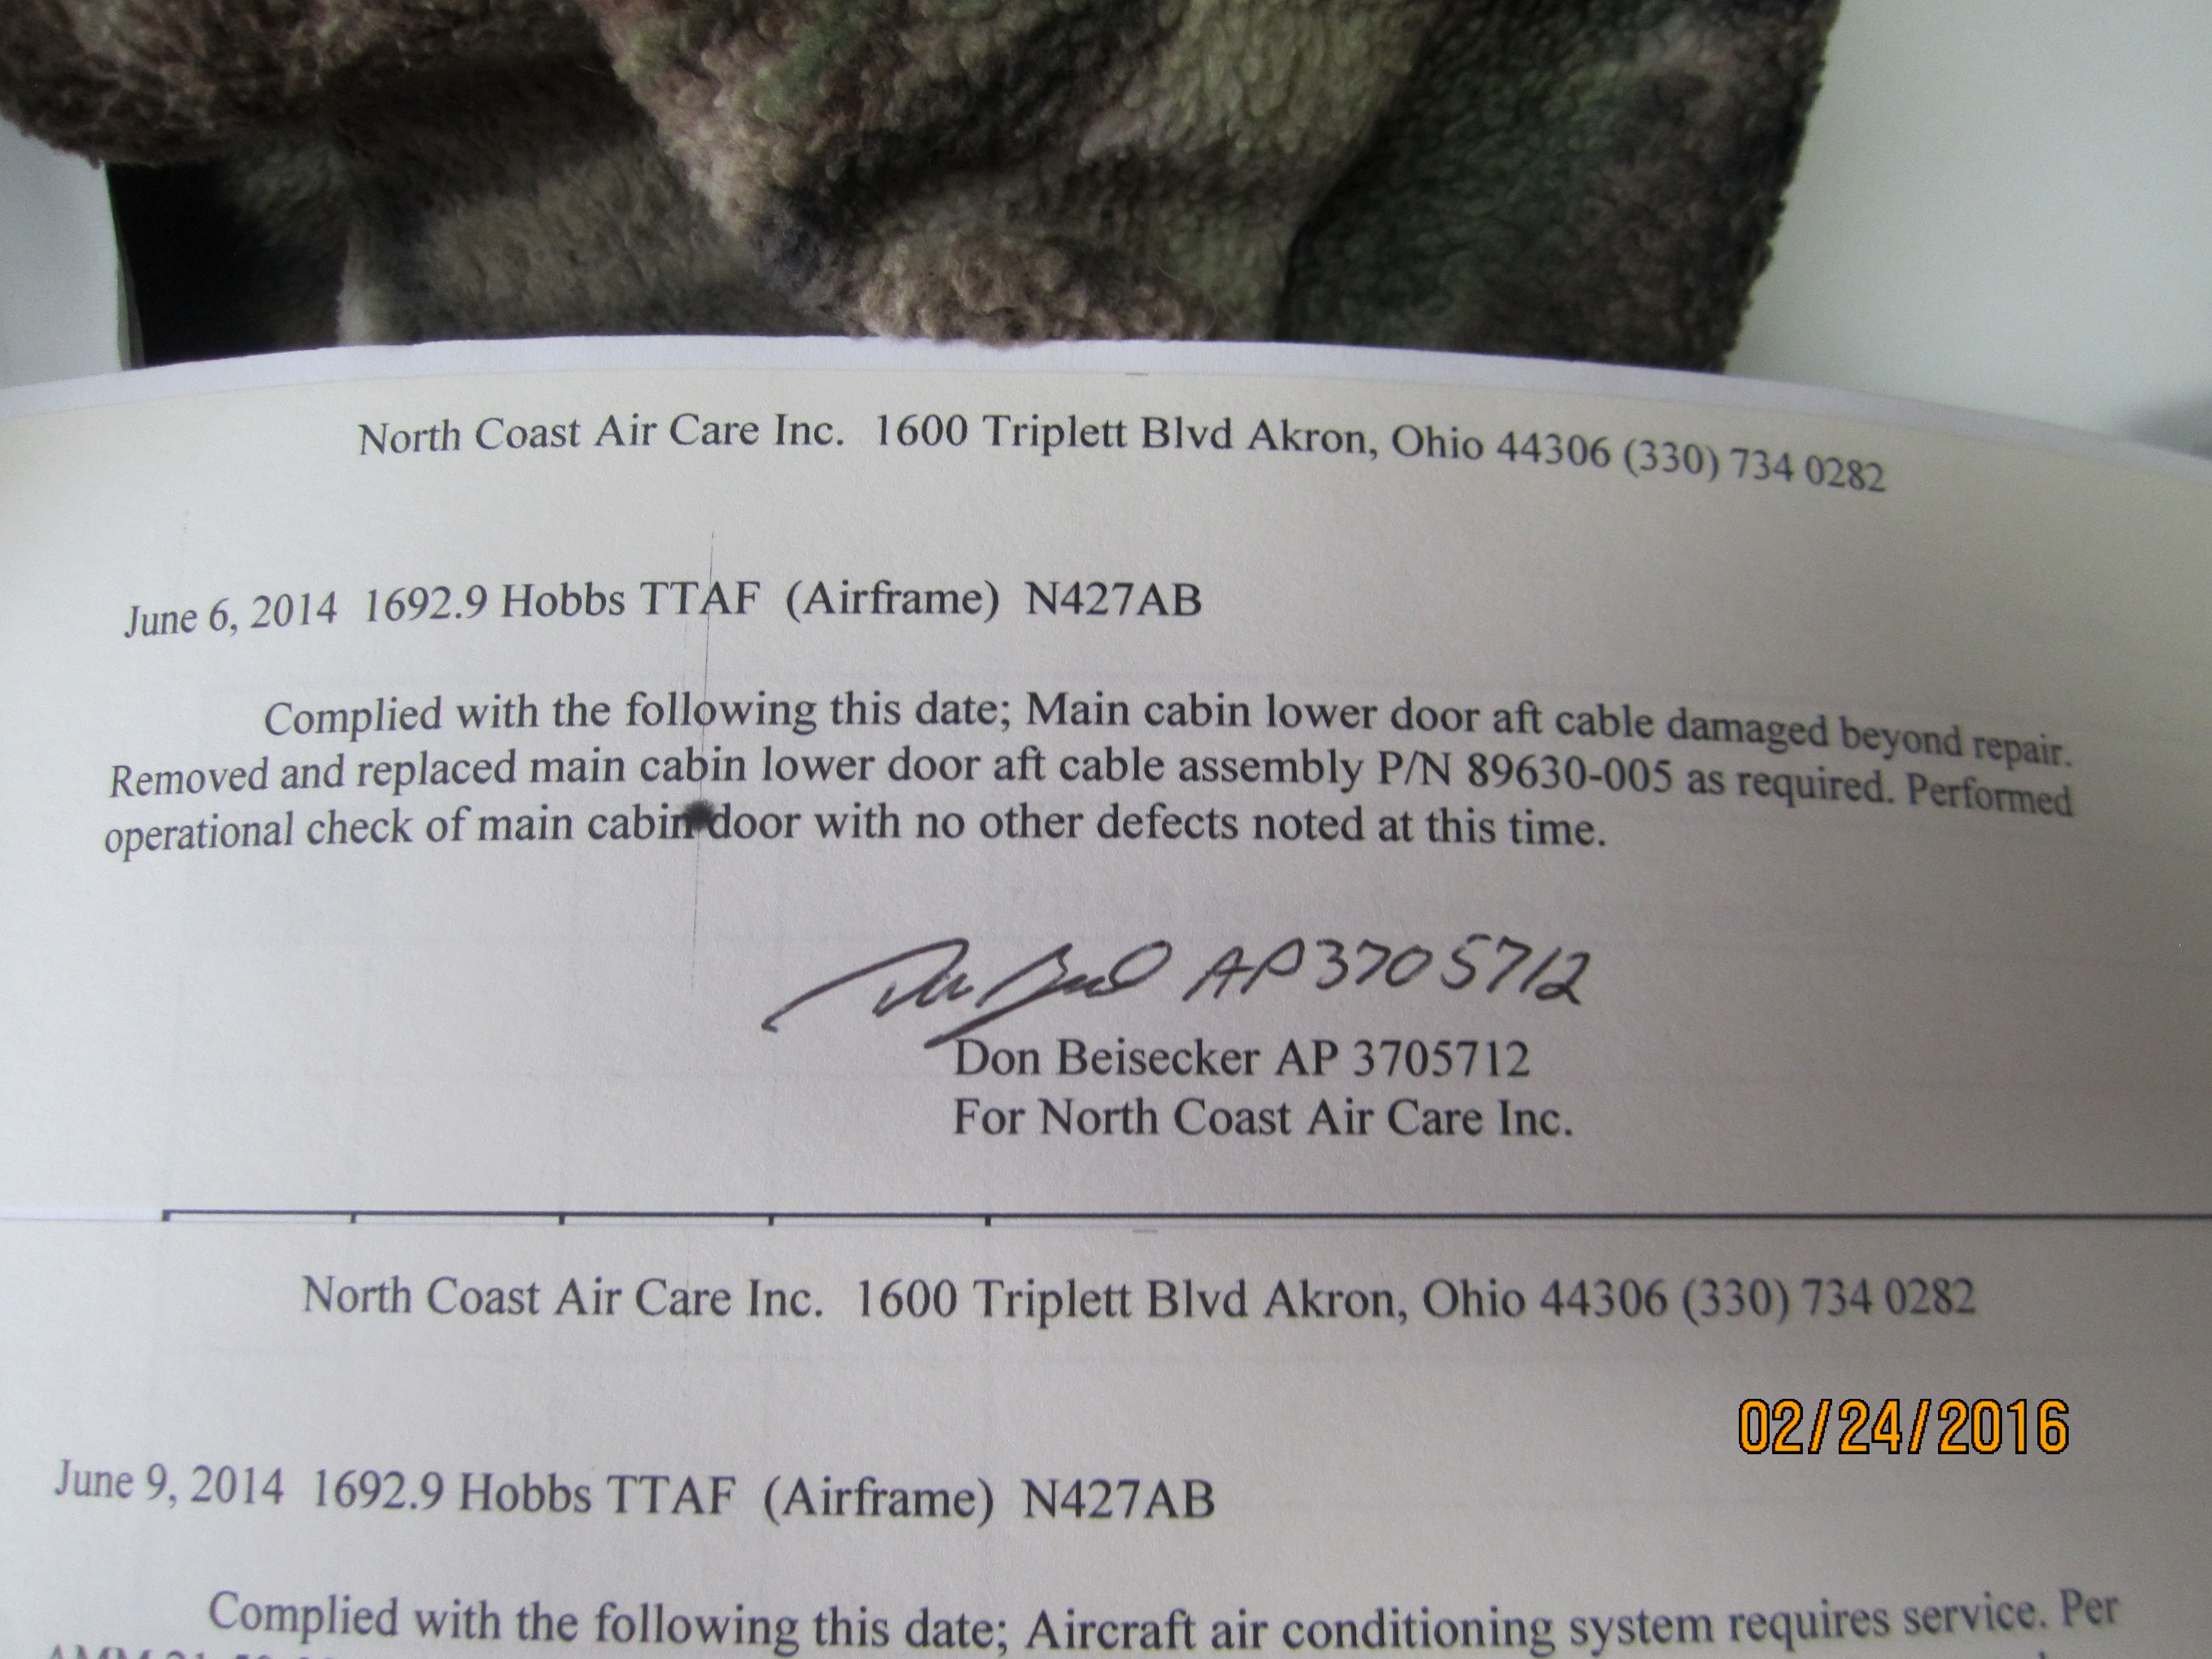 North Coast Air Care Inc.  1600 Triplett Blvd Akron, Ohio 44306 (330) 734 0282
June 6, 2014  1692.9 Hobbs TTAF  (Airframe)  N427AB
Complied with the following this date; Main cabin lower door aft cable damaged beyond repair.
Removed and replaced main cabin lower door aft cable assembly P/N 89630-005 as required. Performed
operational check of main cabin door with no other defects noted at this time.
AP 3705712
Don Beisecker AP 3705712
For North Coast Air Care Inc.
North Coast Air Care Inc.  1600 Triplett Blvd Akron, Ohio 44306 (330) 734 0282
02/24/2016
June 9, 2014  1692.9 Hobbs TTAF  (Airframe)  N427AB
Complied with the following this date; Aircraft air conditioning system requires service. Per